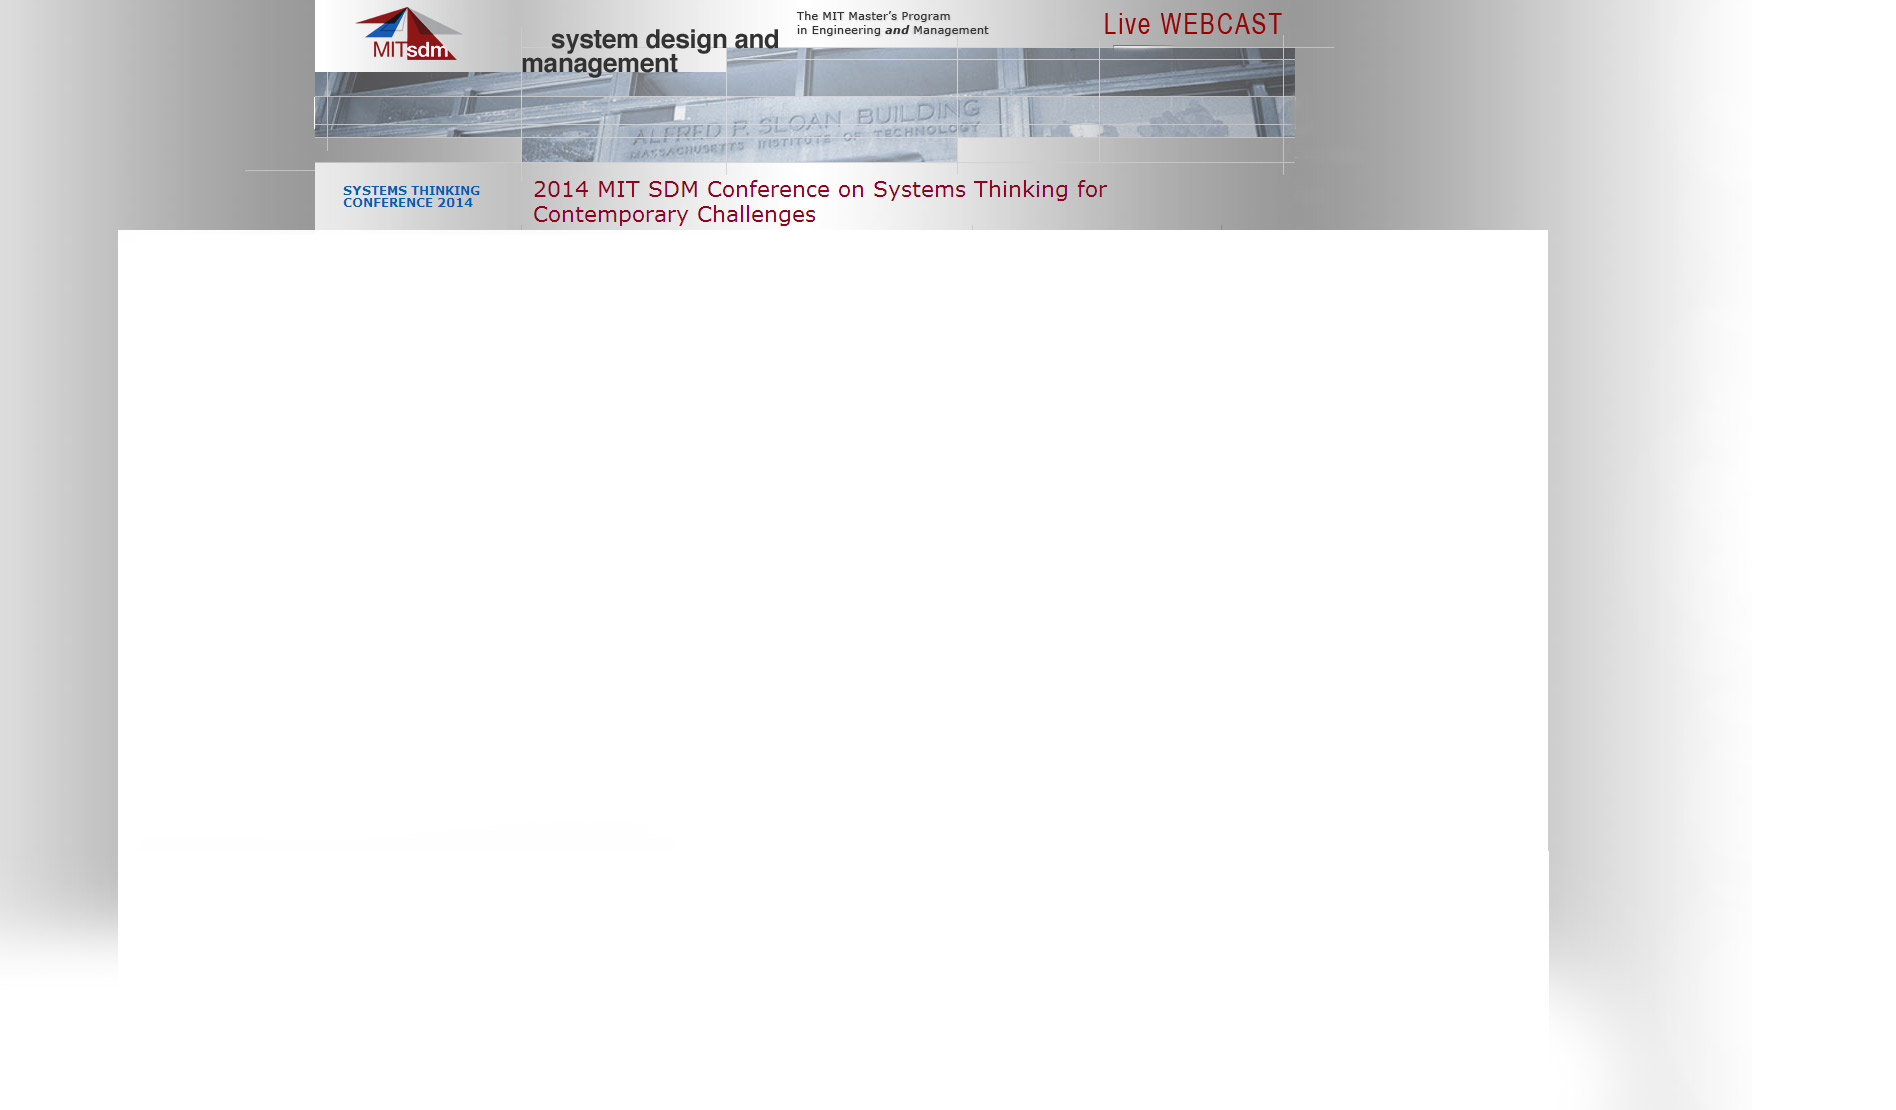 MITsdm
system design and
management
The MIT Master's Program
in Engineering and Management
Live WEBCAST
ALFRED P. SLOAN BUILDING
MASSACHUSETTS INSTITUTE OF TECHNOLOGY
SYSTEMS THINKING
CONFERENCE 2014
2014 MIT SDM Conference on Systems Thinking for
Contemporary Challenges